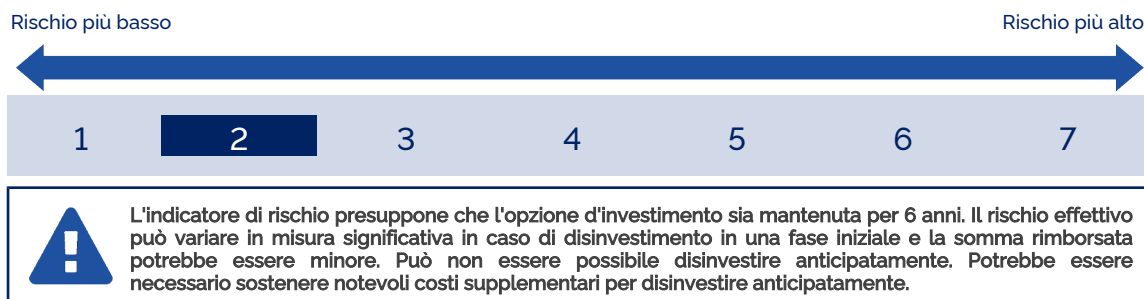 Rischio più basso Rischio più alto
1 2 3 4 5 6 7
L'indicatore di rischio presuppone che l'opzione d'investimento sia mantenuta per 6 anni. Il rischio effettivo
può variare in misura significativa in caso di disinvestimento in una fase iniziale e la somma rimborsata
potrebbe essere minore. Può non essere possibile disinvestire anticipatamente. Potrebbe essere
necessario sostenere notevoli costi supplementari per disinvestire anticipatamente.